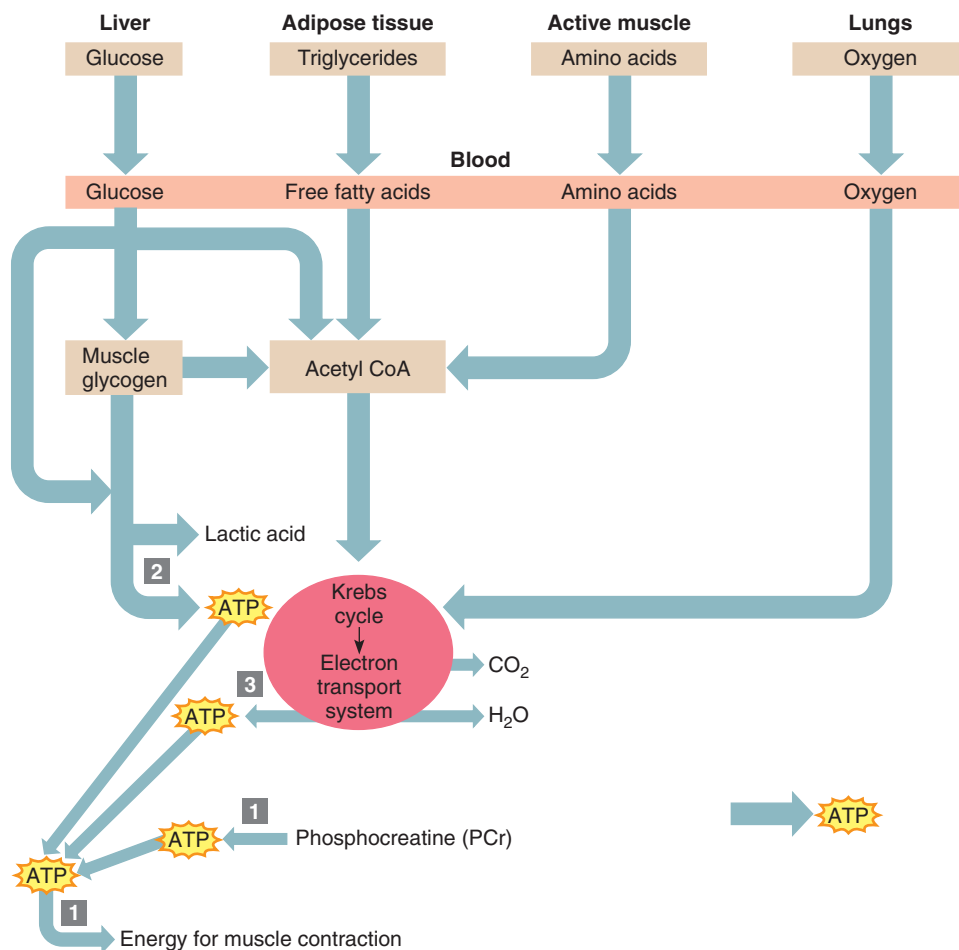 Liver
Adipose tissue
Active muscle
Lungs
Glucose
Triglycerides
Amino acids
Oxygen
Blood
Glucose
Free fatty acids
Amino acids
Oxygen
Muscle
glycogen
Acetyl CoA
Lactic acid
2
ATP
Krebs
cycle
Electron
transport
system
CO₂
3
ATP
H₂O
ATP
1
ATP
Phosphocreatine (PCr)
ATP
1
Energy for muscle contraction